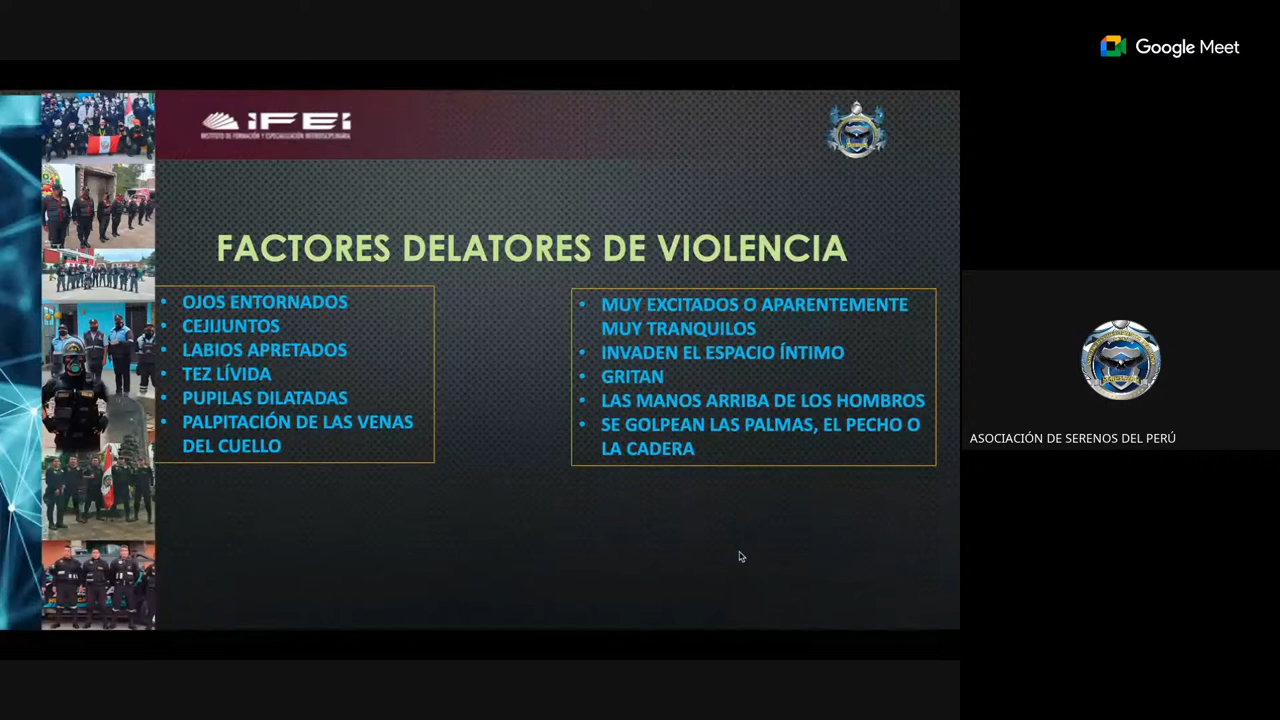 Google Meet
iFEi
INSTITUTO DE FORMACIÓN Y ESPECIALIZACIÓN INTERDISCIPLINARIA
FACTORES DELATORES DE VIOLENCIA
• OJOS ENTORNADOS
• CEJIJUNTOS
• LABIOS APRETADOS
• TEZ LÍVIDA
• PUPILAS DILATADAS
• PALPITACIÓN DE LAS VENAS
DEL CUELLO
• MUY EXCITADOS O APARENTEMENTE
MUY TRANQUILOS
• INVADEN EL ESPACIO ÍNTIMO
• GRITAN
• LAS MANOS ARRIBA DE LOS HOMBROS
• SE GOLPEAN LAS PALMAS, EL PECHO O
LA CADERA
ASOCIACIÓN DE SERENOS DEL PERÚ